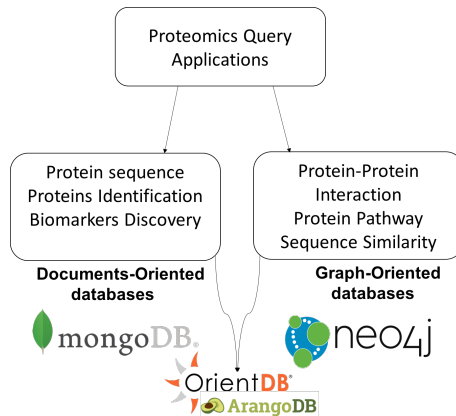 Proteomics Query
Applications
Protein sequence
Proteins Identification
Biomarkers Discovery
Protein-Protein
Interaction
Protein Pathway
Sequence Similarity
Documents-Oriented
databases
Graph-Oriented
databases
mongoDB®
neo4j
OrientDB®
ArangoDB